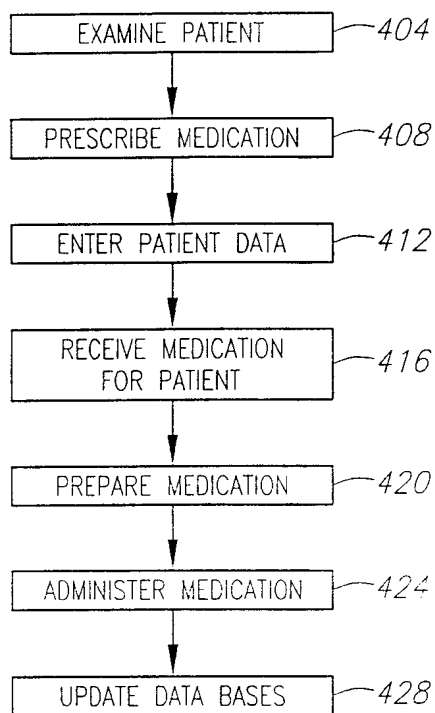 EXAMINE PATIENT 404
PRESCRIBE MEDICATION 408
ENTER PATIENT DATA 412
RECEIVE MEDICATION
FOR PATIENT 416
PREPARE MEDICATION 420
ADMINISTER MEDICATION 424
UPDATE DATA BASES 428